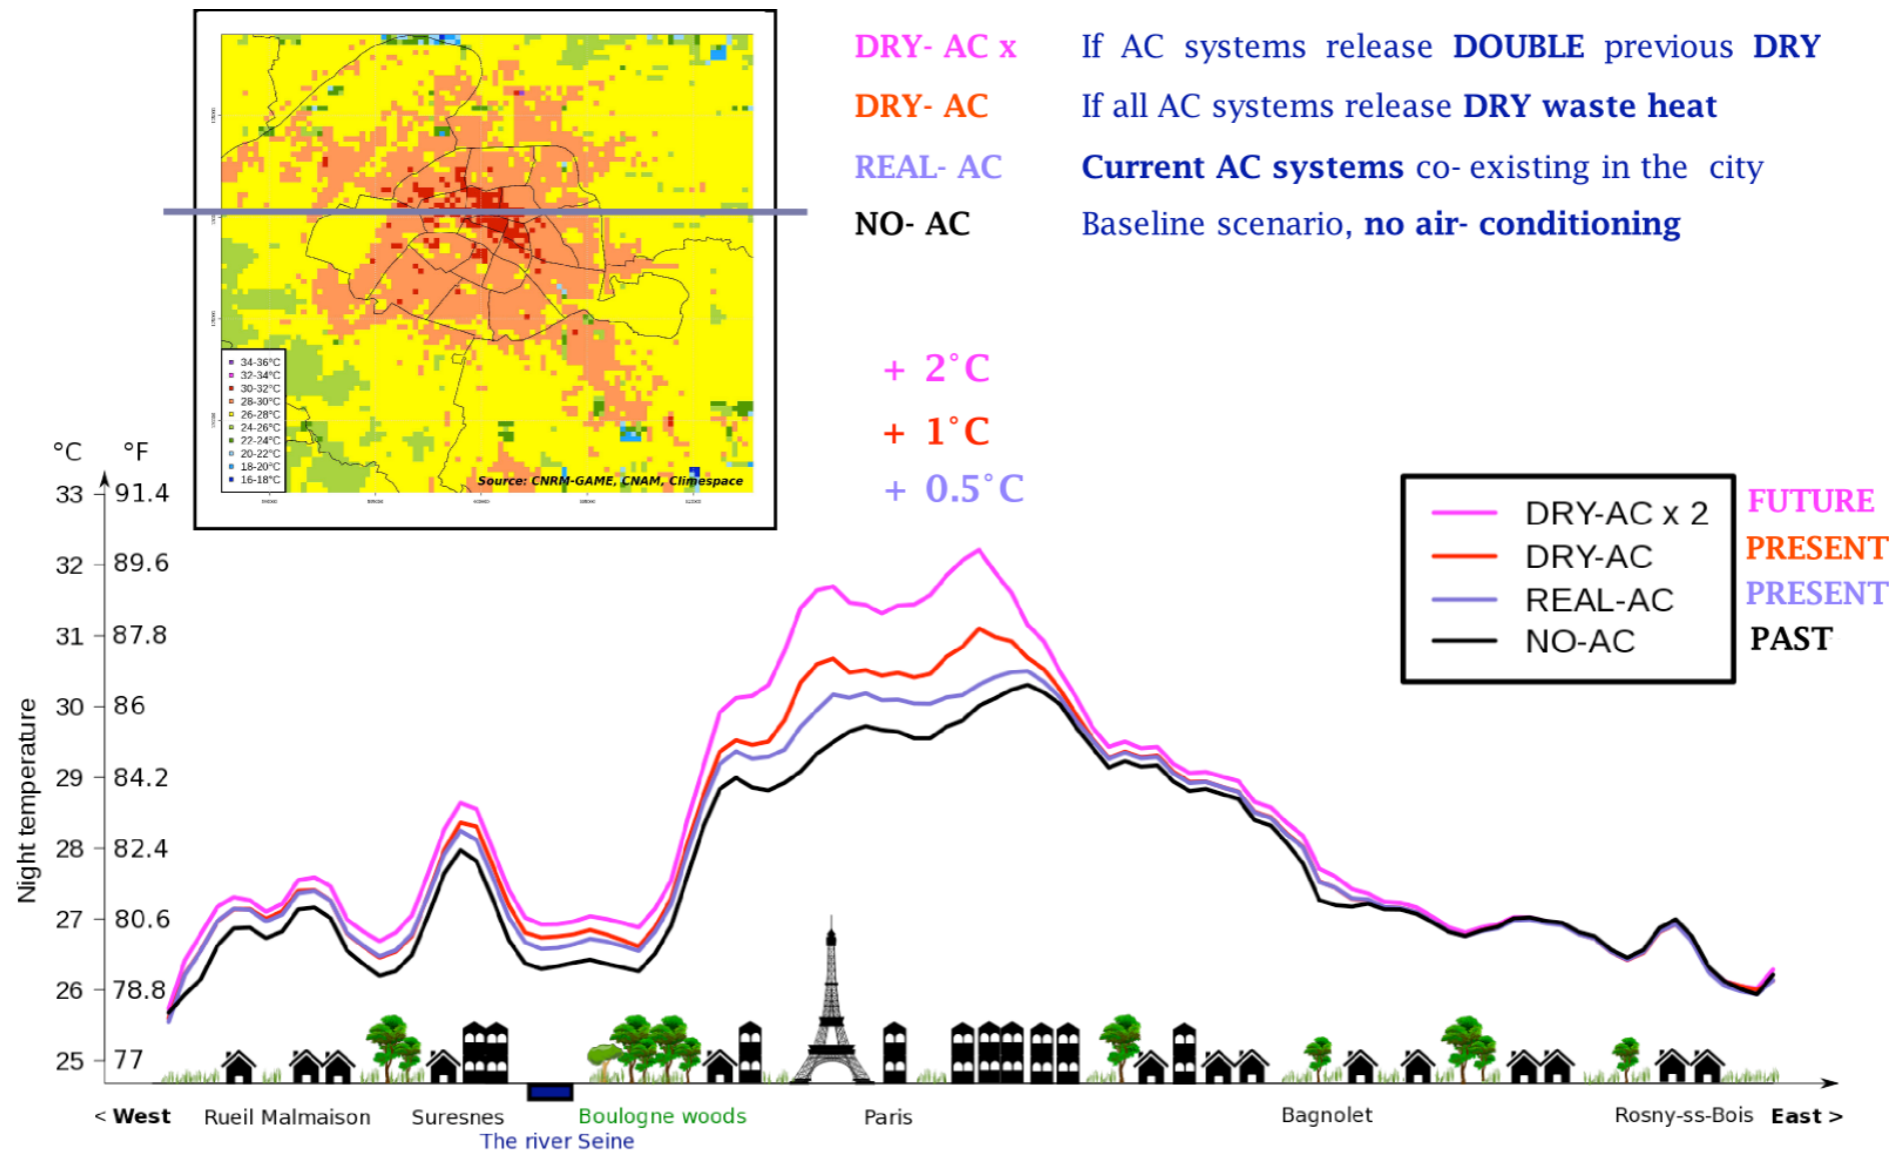 DRY- AC x If AC systems release DOUBLE previous DRY
DRY- AC If all AC systems release DRY waste heat
REAL- AC Current AC systems co- existing in the city
NO- AC Baseline scenario, no air- conditioning
34-36°C
32-34°C
30-32°C
28-30°C
26-28°C
24-26°C
22-24°C
20-22°C
18-20°C
16-18°C
Source: CNRM-GAME, CNAM, Climespace
+ 2°C
+ 1°C
+ 0.5°C
°C °F
33 91.4
32 89.6
31 87.8
30 86
29 84.2
28 82.4
27 80.6
26 78.8
25 77
Night temperature
DRY-AC x 2 FUTURE
DRY-AC PRESENT
REAL-AC PRESENT
NO-AC PAST
< West Rueil Malmaison Suresnes Boulogne woods Paris Bagnolet Rosny-ss-Bois East >
The river Seine